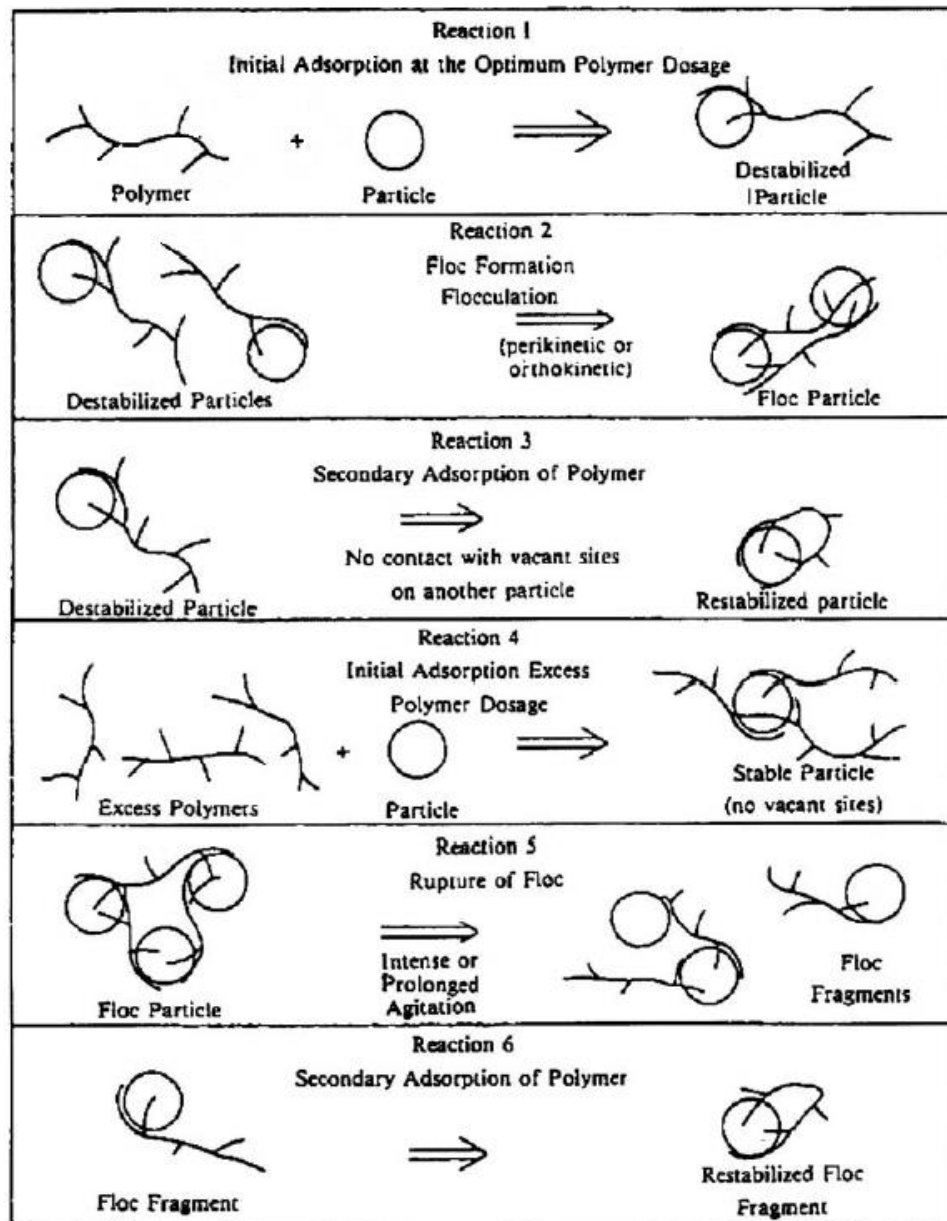 Reaction 1
Initial Adsorption at the Optimum Polymer Dosage
+
Polymer
Particle
Destabilized
Particle
Reaction 2
Floc Formation
Flocculation
(perikinetic or
orthokinetic)
Destabilized Particles
Floc Particle
Reaction 3
Secondary Adsorption of Polymer
No contact with vacant sites
on another particle
Destabilized Particle
Restabilized particle
Reaction 4
Initial Adsorption Excess
Polymer Dosage
+
Excess Polymers
Particle
Stable Particle
(no vacant sites)
Reaction 5
Rupture of Floc
Intense or
Prolonged
Agitation
Floc Particle
Floc
Fragments
Reaction 6
Secondary Adsorption of Polymer
Floc Fragment
Restabilized Floc
Fragment